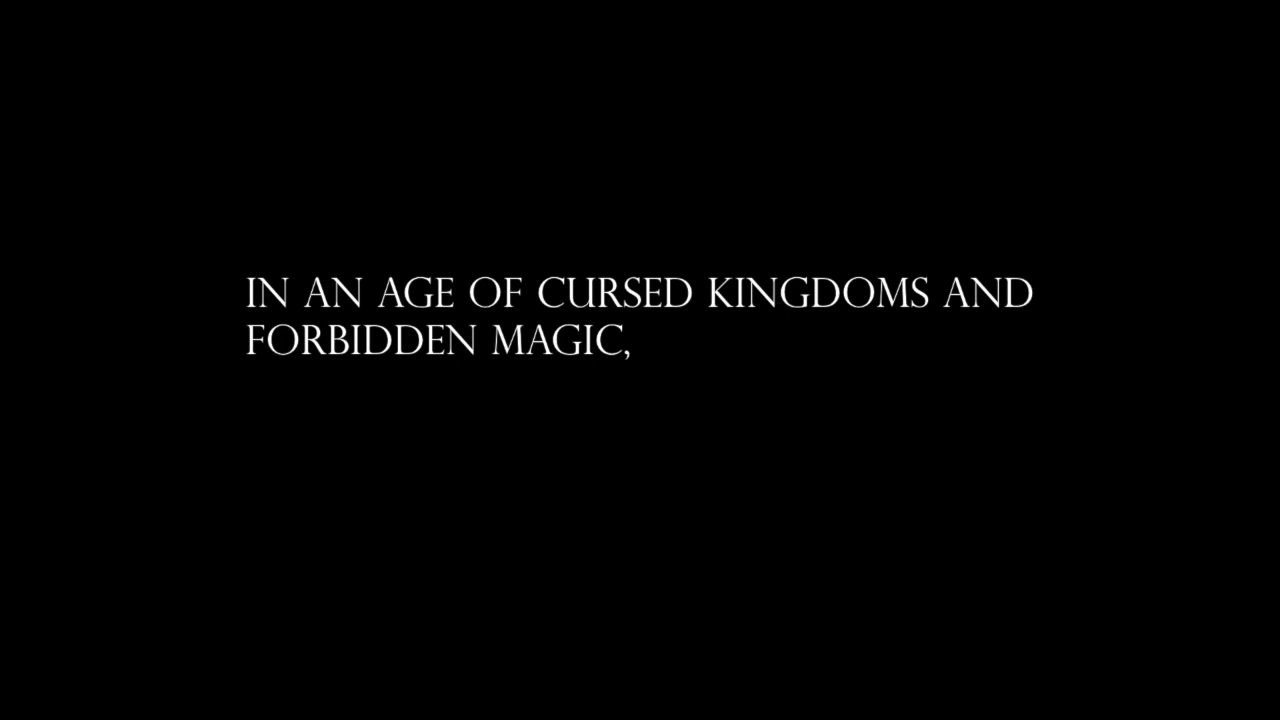 IN AN AGE OF CURSED KINGDOMS AND
FORBIDDEN MAGIC,